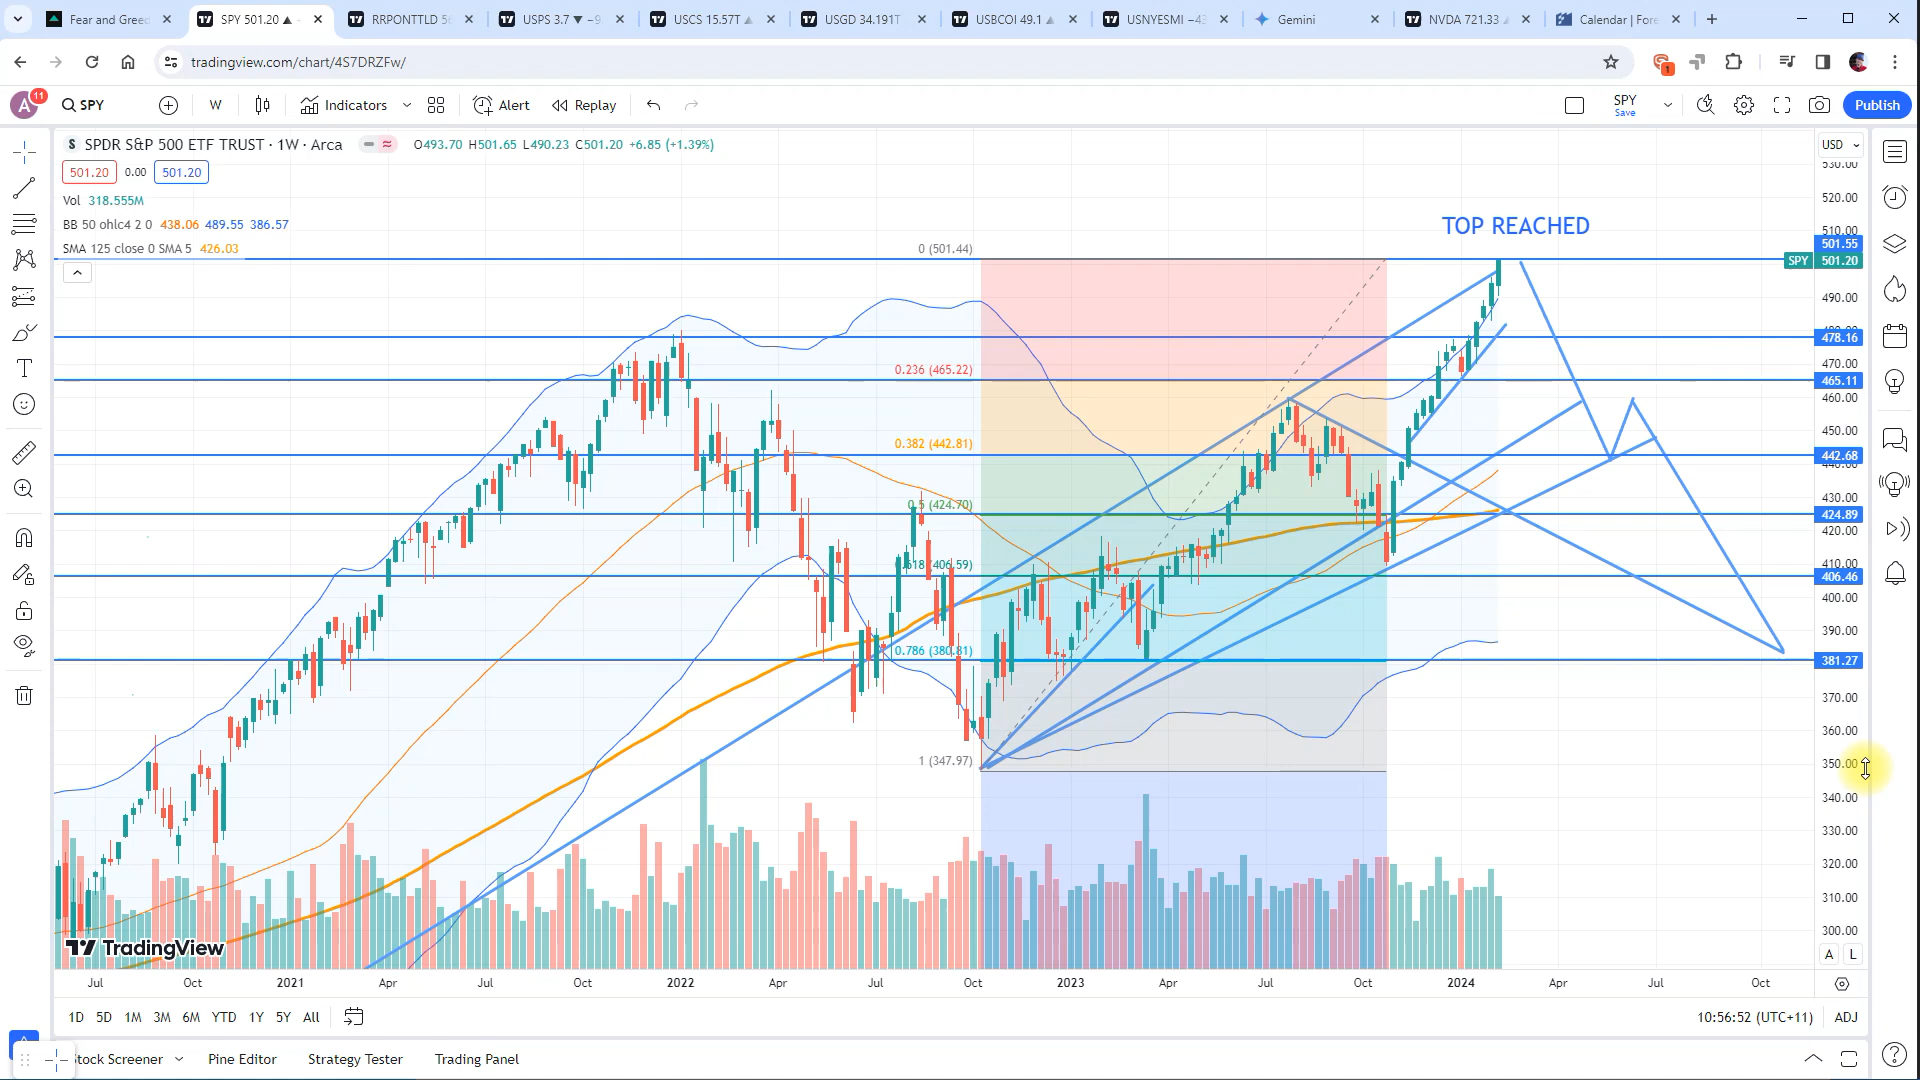 Fear and Greed
SPY 501.20 ▲
RRPONTTLD 50
USPS 3.7 ▼ −9
USCS 15.57T ▲
USGD 34.191T
USBCOI 49.1 ▲
USNYESMI −43
Gemini
NVDA 721.33
Calendar | Fore
tradingview.com/chart/4S7DRZFw/
1
A 11
SPY
W
Indicators
Alert
Replay
SPY
Save
Publish
S SPDR S&P 500 ETF TRUST · 1W · Arca O493.70 H501.65 L490.23 C501.20 +6.85 (+1.39%)
USD
501.20 0.00 501.20
Vol 318.555M
BB 50 ohlc4 2 0 438.06 489.55 386.57
SMA 125 close 0 SMA 5 426.03
TOP REACHED
0 (501.44)
0.236 (465.22)
0.382 (442.81)
0.5 (424.70)
0.618 (406.59)
0.786 (380.81)
1 (347.97)
530.00
520.00
510.00
501.55
SPY 501.20
490.00
478.16
470.00
465.11
460.00
450.00
442.68
440.00
430.00
424.89
420.00
410.00
406.46
400.00
390.00
381.27
370.00
360.00
350.00
340.00
330.00
320.00
310.00
300.00
TradingView
A L
Jul Oct 2021 Apr Jul Oct 2022 Apr Jul Oct 2023 Apr Jul Oct 2024 Apr Jul Oct
1D 5D 1M 3M 6M YTD 1Y 5Y All
10:56:52 (UTC+11) ADJ
Stock Screener
Pine Editor
Strategy Tester
Trading Panel